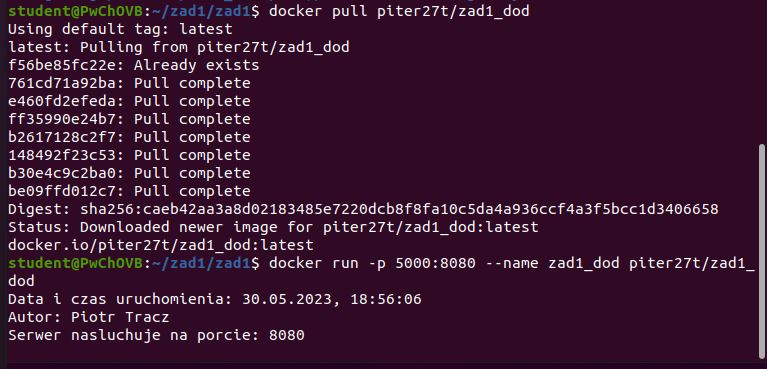 student@PwChOVB:~/zad1/zad1$ docker pull piter27t/zad1_dod
Using default tag: latest
latest: Pulling from piter27t/zad1_dod
f56be85fc22e: Already exists
761cd71a92ba: Pull complete
e460fd2efeda: Pull complete
ff35990e24b7: Pull complete
b2617128c2f7: Pull complete
148492f23c53: Pull complete
b30e4c9c2ba0: Pull complete
be09ffd012c7: Pull complete
Digest: sha256:caeb42aa3a8d02183485e7220dcb8f8fa10c5da4a936ccf4a3f5bcc1d3406658
Status: Downloaded newer image for piter27t/zad1_dod:latest
docker.io/piter27t/zad1_dod:latest
student@PwChOVB:~/zad1/zad1$ docker run -p 5000:8080 --name zad1_dod piter27t/zad1_
dod
Data i czas uruchomienia: 30.05.2023, 18:56:06
Autor: Piotr Tracz
Serwer nasluchuje na porcie: 8080